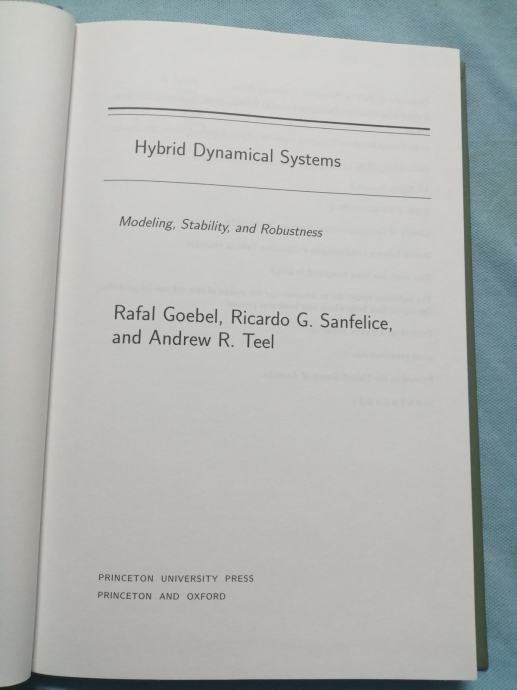 Hybrid Dynamical Systems
Modeling, Stability, and Robustness
Rafal Goebel, Ricardo G. Sanfelice,
and Andrew R. Teel
PRINCETON UNIVERSITY PRESS
PRINCETON AND OXFORD